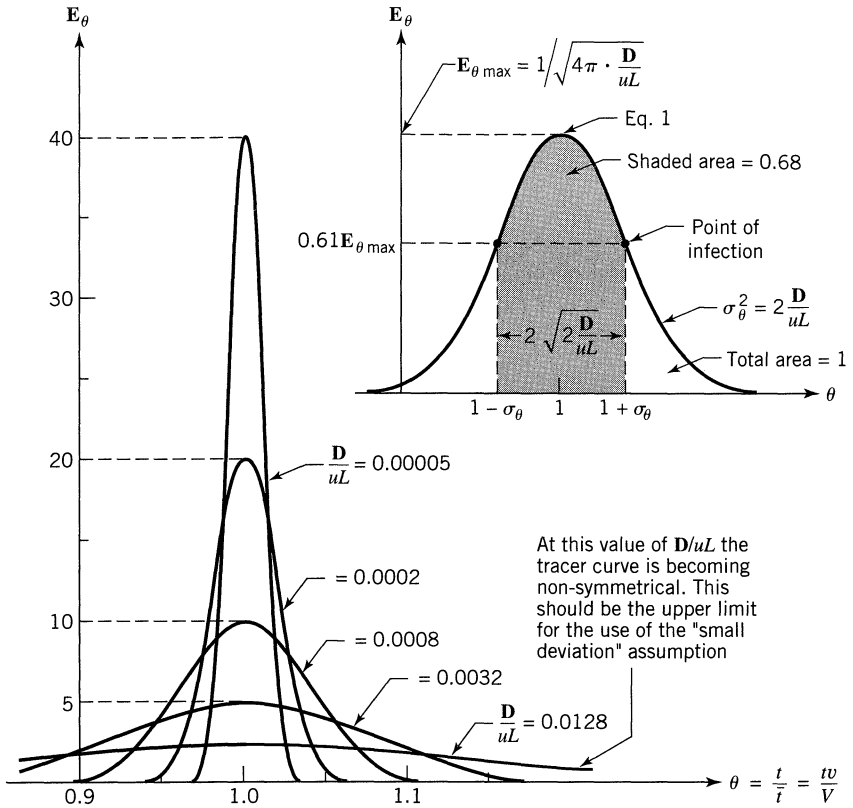 E_θ
40
30
20
10
5
0.9
1.0
1.1
θ = t/t̄ = tv/V
D/uL = 0.00005
= 0.0002
= 0.0008
= 0.0032
D/uL = 0.0128
At this value of D/uL the
tracer curve is becoming
non-symmetrical. This
should be the upper limit
for the use of the "small
deviation" assumption
E_θ
E_θ max = 1/√(4π · D/uL)
Eq. 1
Shaded area = 0.68
0.61E_θ max
Point of
infection
σ_θ² = 2 D/uL
2 √(2 D/uL)
Total area = 1
1 − σ_θ
1
1 + σ_θ
θ